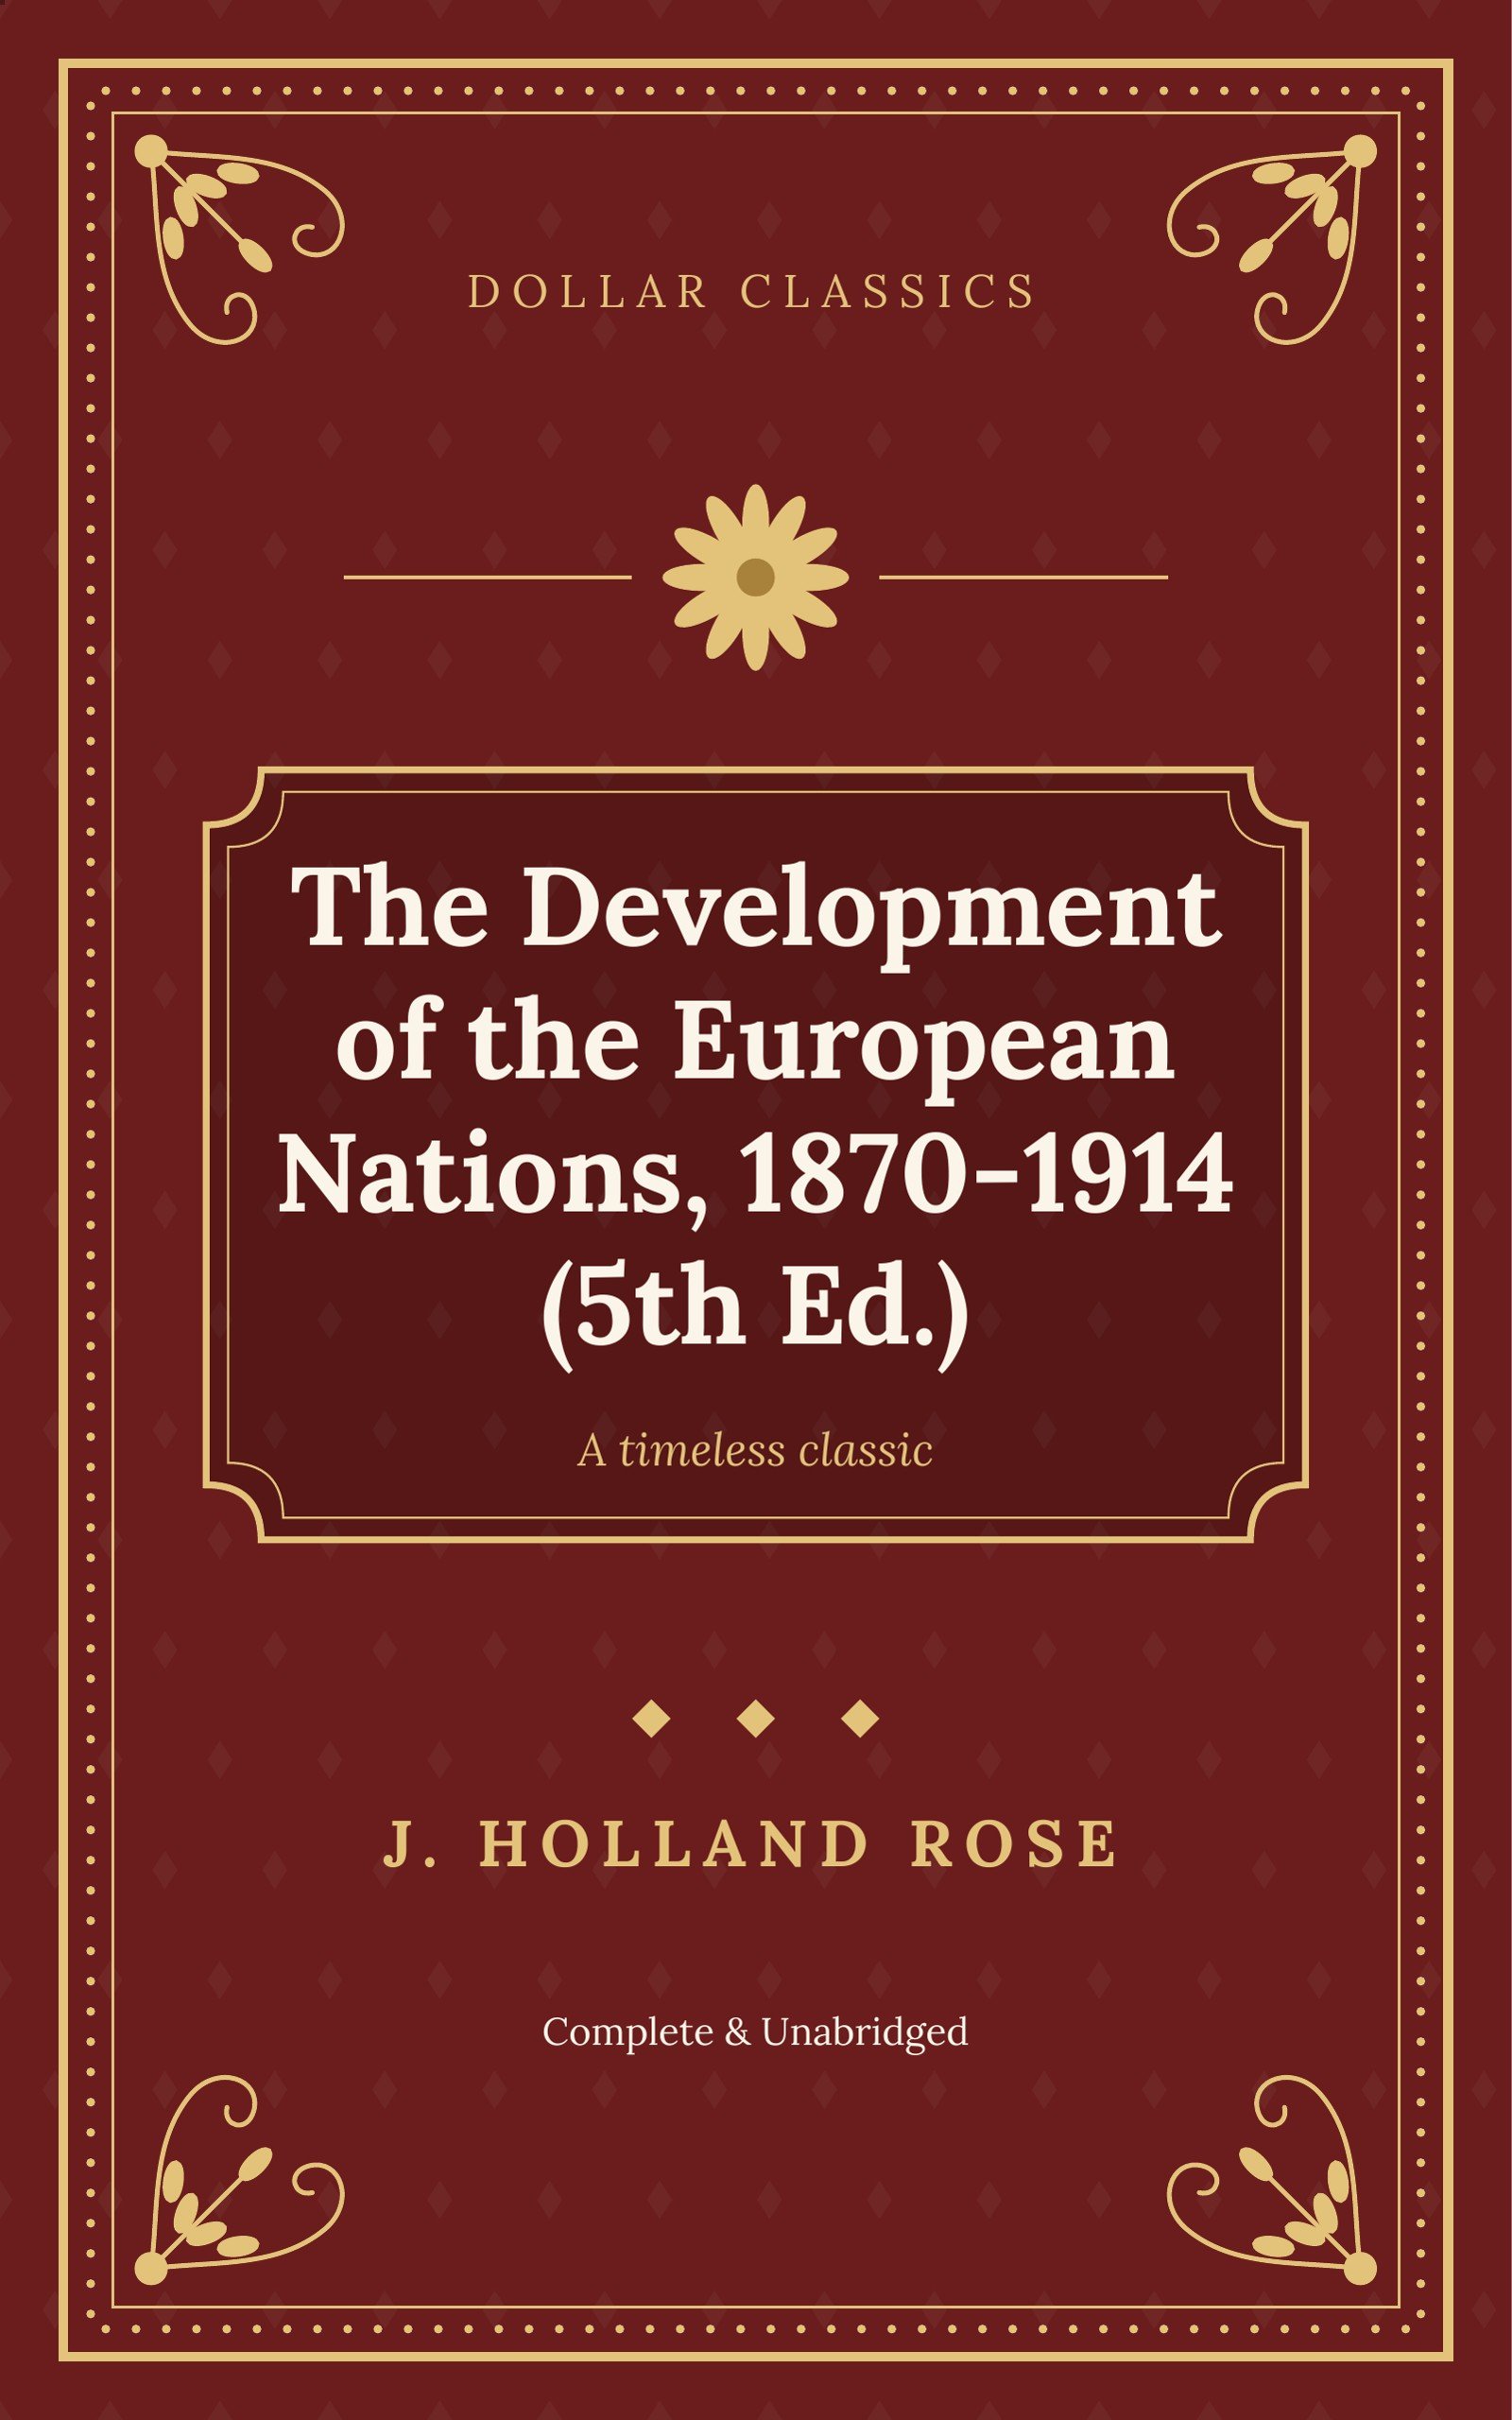 DOLLAR CLASSICS
The Development
of the European
Nations, 1870–1914
(5th Ed.)
A timeless classic
J. HOLLAND ROSE
Complete & Unabridged